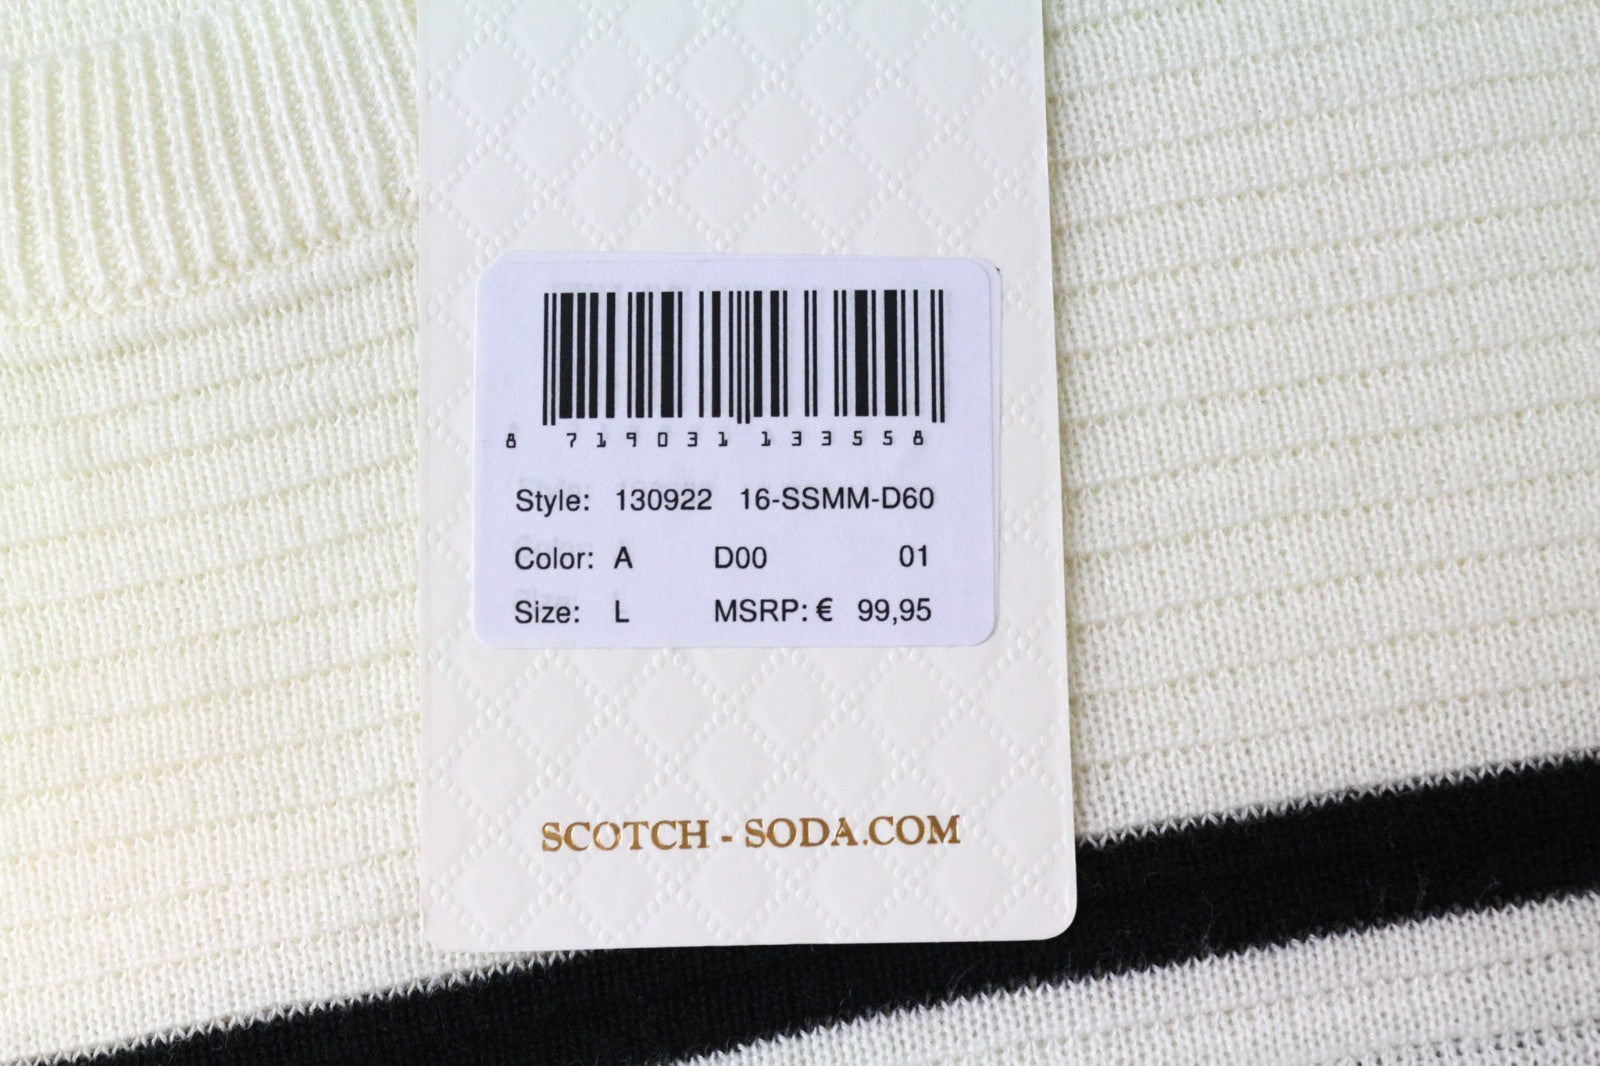 8 719031 133558
Style: 130922 16-SSMM-D60
Color: A D00 01
Size: L MSRP: € 99,95
SCOTCH - SODA.COM